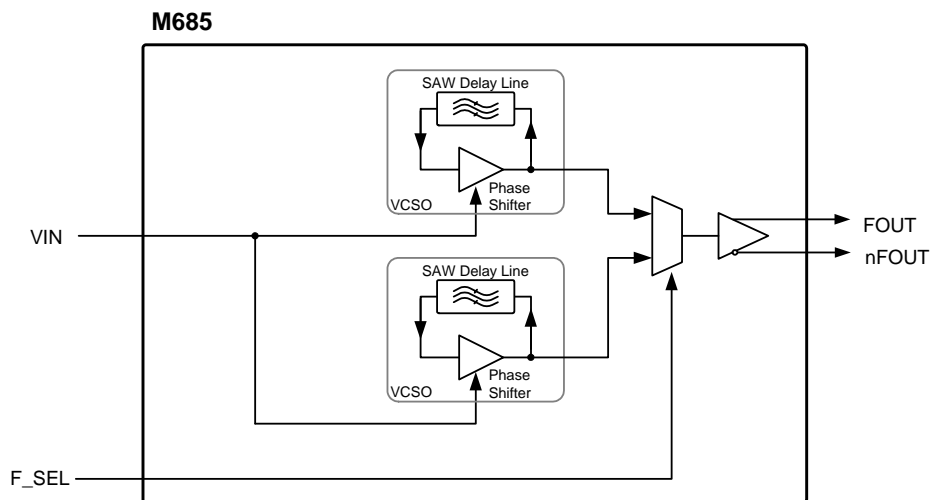 M685
SAW Delay Line
Phase
Shifter
VCSO
VIN
FOUT
nFOUT
SAW Delay Line
Phase
Shifter
VCSO
F_SEL